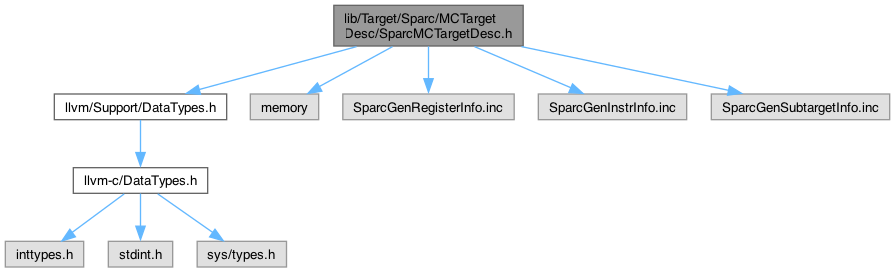 lib/Target/Sparc/MCTarget
Desc/SparcMCTargetDesc.h
llvm/Support/DataTypes.h
memory
SparcGenRegisterInfo.inc
SparcGenInstrInfo.inc
SparcGenSubtargetInfo.inc
llvm-c/DataTypes.h
inttypes.h
stdint.h
sys/types.h